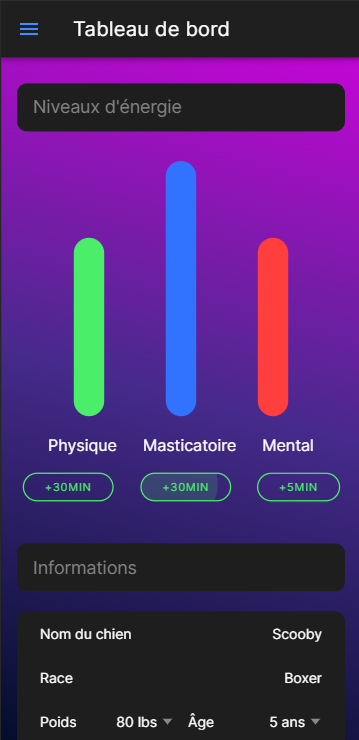 Tableau de bord
Niveaux d'énergie
Physique Masticatoire Mental
+30MIN +30MIN +5MIN
Informations
Nom du chien Scooby
Race Boxer
Poids 80 lbs Âge 5 ans